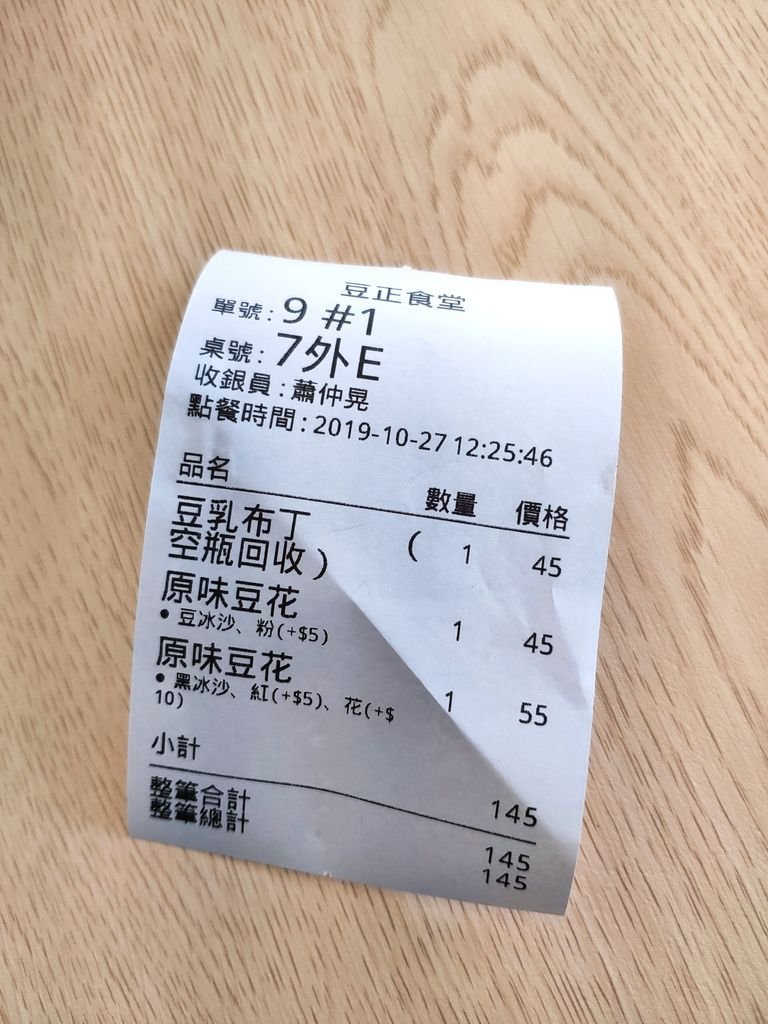 豆正食堂
單號: 9 #1
桌號: 7外E
收銀員:蕭仲晃
點餐時間:2019-10-27 12:25:46
品名 數量 價格
豆乳布丁 ( 1 45
空瓶回收)
原味豆花 1 45
• 豆冰沙、粉(+$5)
原味豆花 1 55
• 黑冰沙、紅(+$5)、花(+$
10)
小計 145
整筆合計 145
整筆總計 145